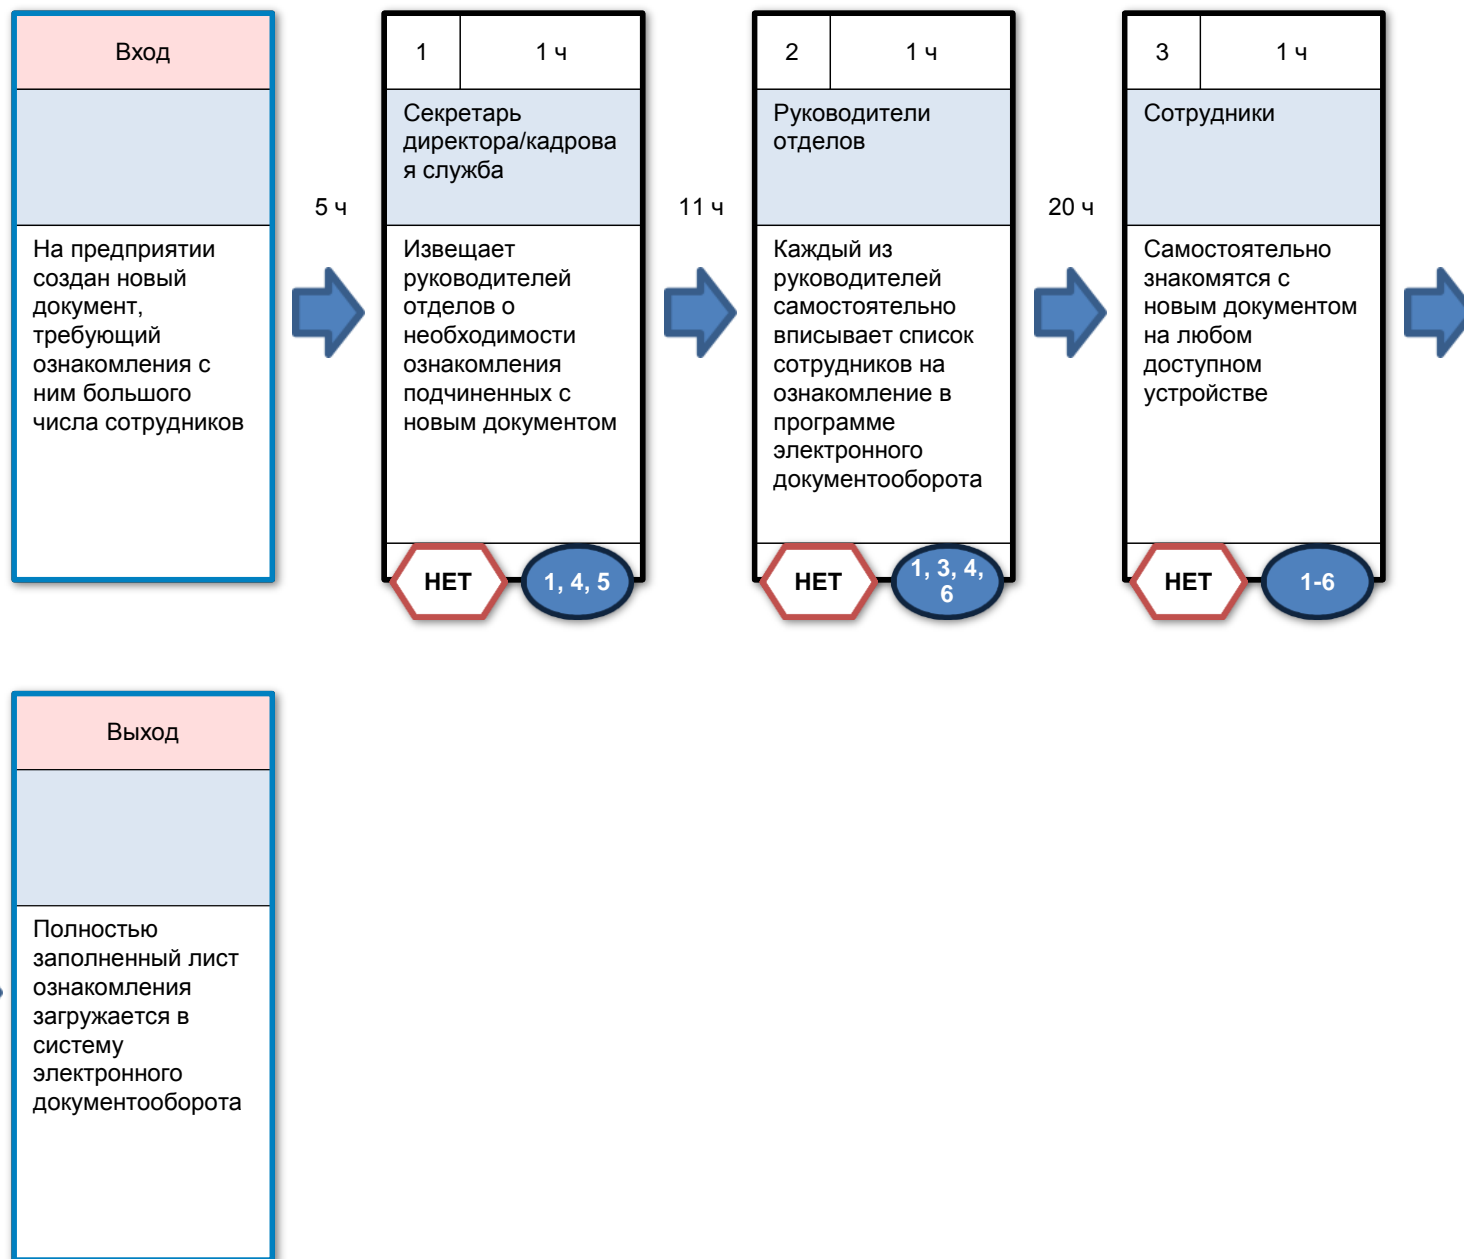 Вход
На предприятии
создан новый
документ,
требующий
ознакомления с
ним большого
числа сотрудников
5 ч
1
1 ч
Секретарь
директора/кадрова
я служба
Извещает
руководителей
отделов о
необходимости
ознакомления
подчиненных с
новым документом
НЕТ
1, 4, 5
11 ч
2
1 ч
Руководители
отделов
Каждый из
руководителей
самостоятельно
вписывает список
сотрудников на
ознакомление в
программе
электронного
документооборота
НЕТ
1, 3, 4,
6
20 ч
3
1 ч
Сотрудники
Самостоятельно
знакомятся с
новым документом
на любом
доступном
устройстве
НЕТ
1-6
Выход
Полностью
заполненный лист
ознакомления
загружается в
систему
электронного
документооборота